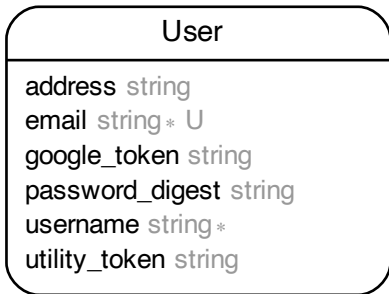 User
address string
email string* U
google_token string
password_digest string
username string*
utility_token string